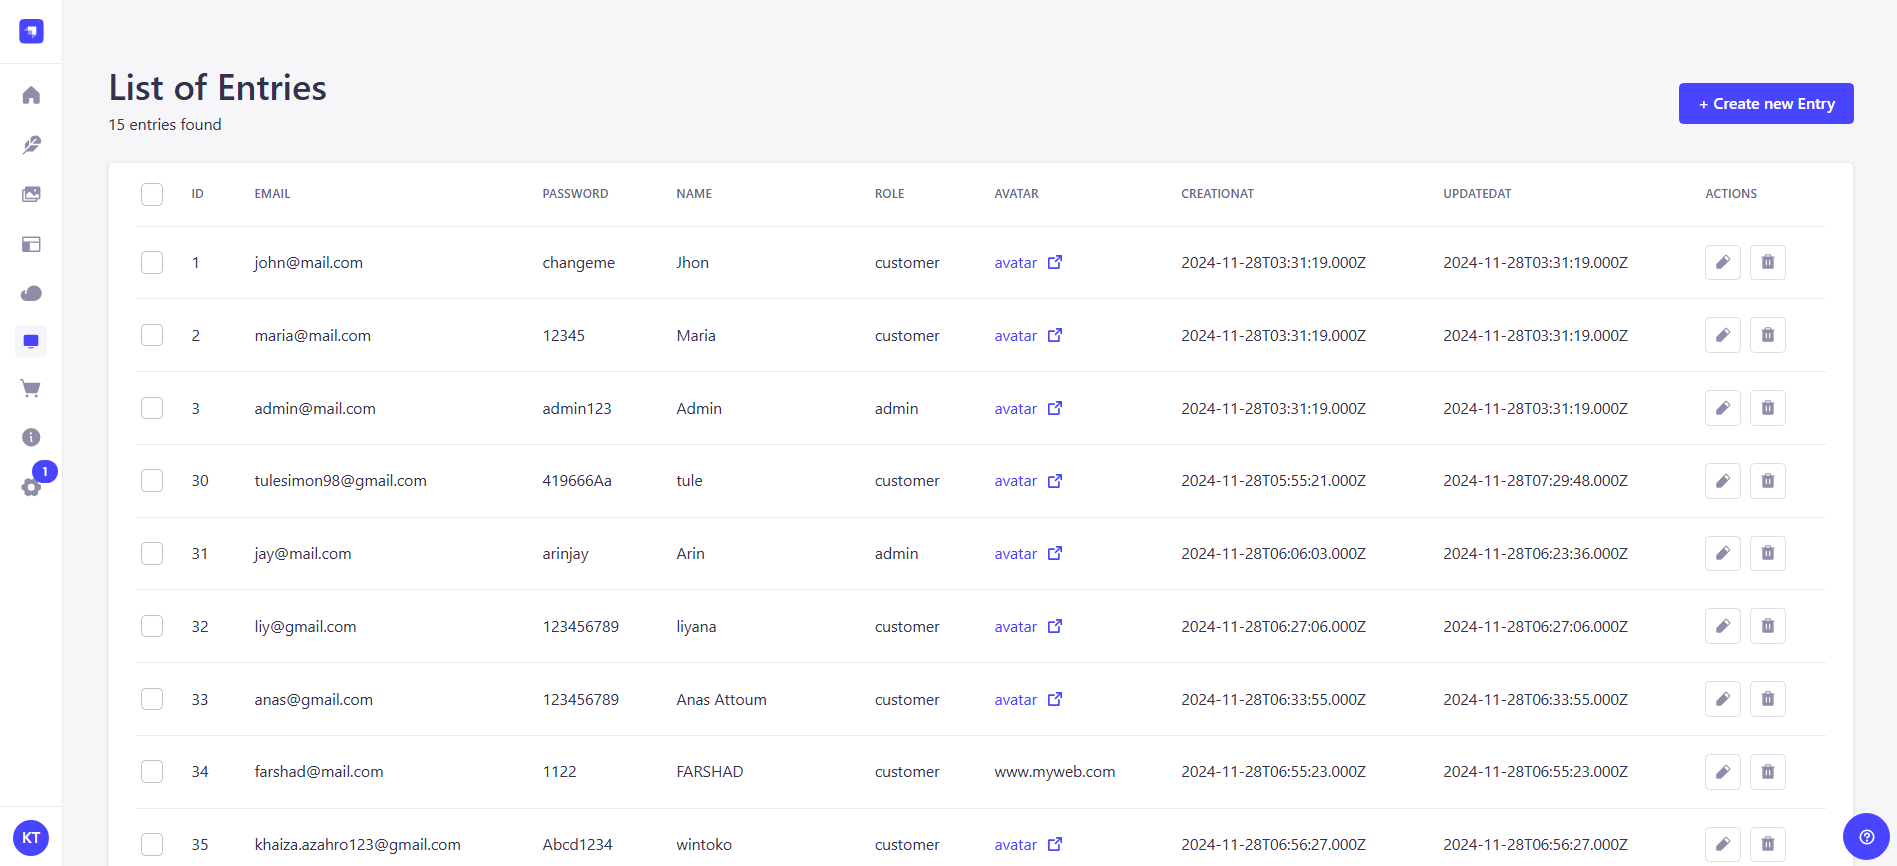 List of Entries
15 entries found
+ Create new Entry
ID EMAIL PASSWORD NAME ROLE AVATAR CREATIONAT UPDATEDAT ACTIONS
1 john@mail.com changeme Jhon customer avatar 2024-11-28T03:31:19.000Z 2024-11-28T03:31:19.000Z
2 maria@mail.com 12345 Maria customer avatar 2024-11-28T03:31:19.000Z 2024-11-28T03:31:19.000Z
3 admin@mail.com admin123 Admin admin avatar 2024-11-28T03:31:19.000Z 2024-11-28T03:31:19.000Z
1
30 tulesimon98@gmail.com 419666Aa tule customer avatar 2024-11-28T05:55:21.000Z 2024-11-28T07:29:48.000Z
31 jay@mail.com arinjay Arin admin avatar 2024-11-28T06:06:03.000Z 2024-11-28T06:23:36.000Z
32 liy@gmail.com 123456789 liyana customer avatar 2024-11-28T06:27:06.000Z 2024-11-28T06:27:06.000Z
33 anas@gmail.com 123456789 Anas Attoum customer avatar 2024-11-28T06:33:55.000Z 2024-11-28T06:33:55.000Z
34 farshad@mail.com 1122 FARSHAD customer www.myweb.com 2024-11-28T06:55:23.000Z 2024-11-28T06:55:23.000Z
35 khaiza.azahro123@gmail.com Abcd1234 wintoko customer avatar 2024-11-28T06:56:27.000Z 2024-11-28T06:56:27.000Z
KT